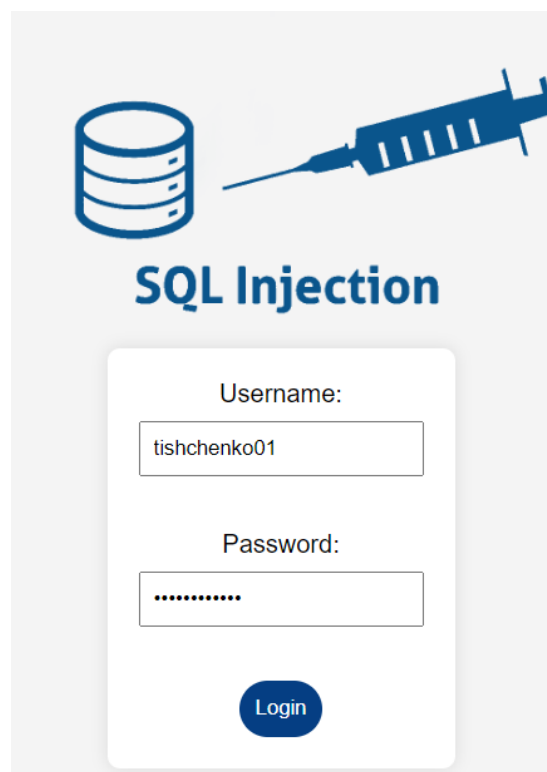 SQL Injection
Username:
tishchenko01
Password:
••••••••••••
Login